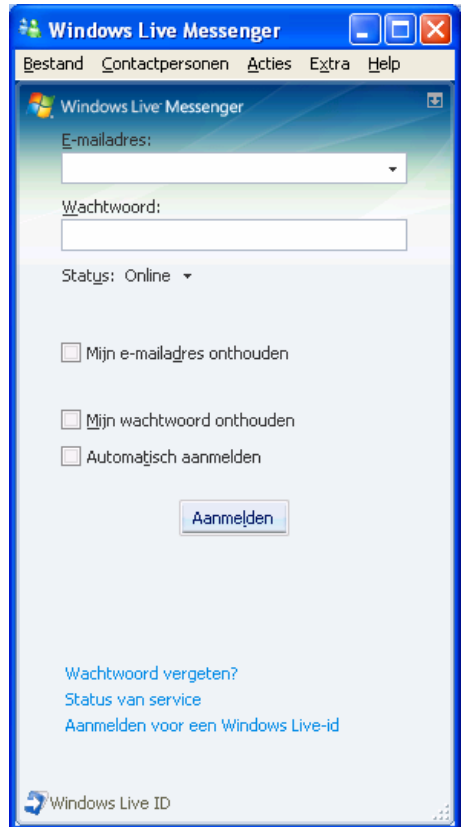 Windows Live Messenger
Bestand Contactpersonen Acties Extra Help
Windows Live Messenger
E-mailadres:
Wachtwoord:
Status: Online
Mijn e-mailadres onthouden
Mijn wachtwoord onthouden
Automatisch aanmelden
Aanmelden
Wachtwoord vergeten?
Status van service
Aanmelden voor een Windows Live-id
Windows Live ID